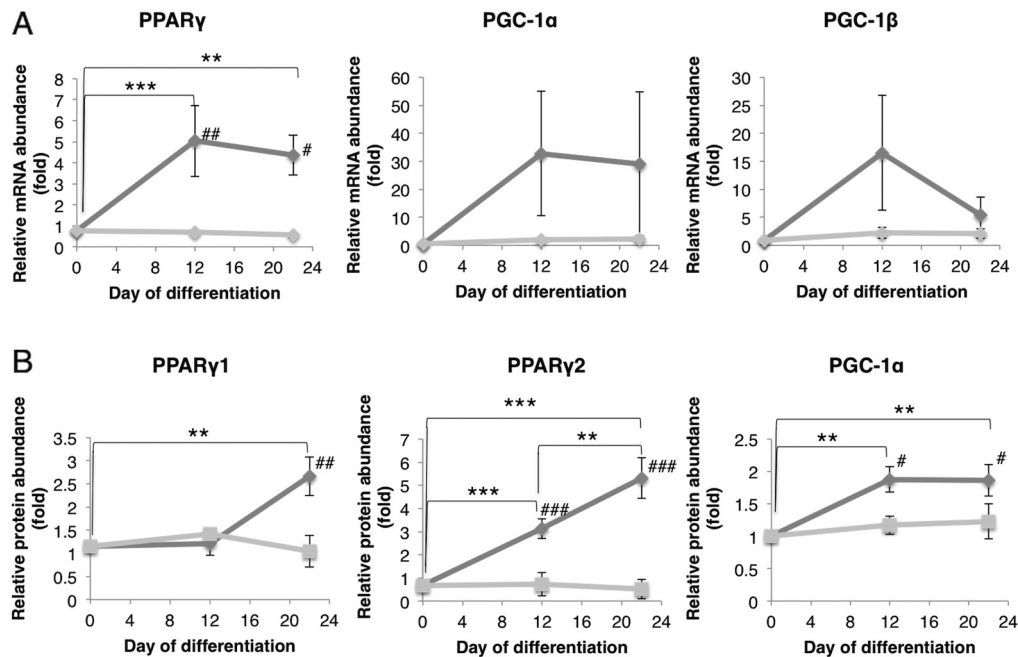 A
PPARγ
PGC-1α
PGC-1β
Relative mRNA abundance
(fold)
8
7
6
5
4
3
2
1
0
**
***
##
#
0 4 8 12 16 20 24
Day of differentiation
Relative mRNA abundance
(fold)
60
50
40
30
20
10
0
0 4 8 12 16 20 24
Day of differentiation
Relative mRNA abundance
(fold)
30
25
20
15
10
5
0
0 4 8 12 16 20 24
Day of differentiation
B
PPARγ1
PPARγ2
PGC-1α
Relative protein abundance
(fold)
3.5
3
2.5
2
1.5
1
0.5
0
**
##
0 4 8 12 16 20 24
Day of differentiation
Relative protein abundance
(fold)
7
6
5
4
3
2
1
0
***
**
***
###
###
0 4 8 12 16 20 24
Day of differentiation
Relative protein abundance
(fold)
2.5
2
1.5
1
0.5
0
**
**
#
#
0 4 8 12 16 20 24
Day of differentiation